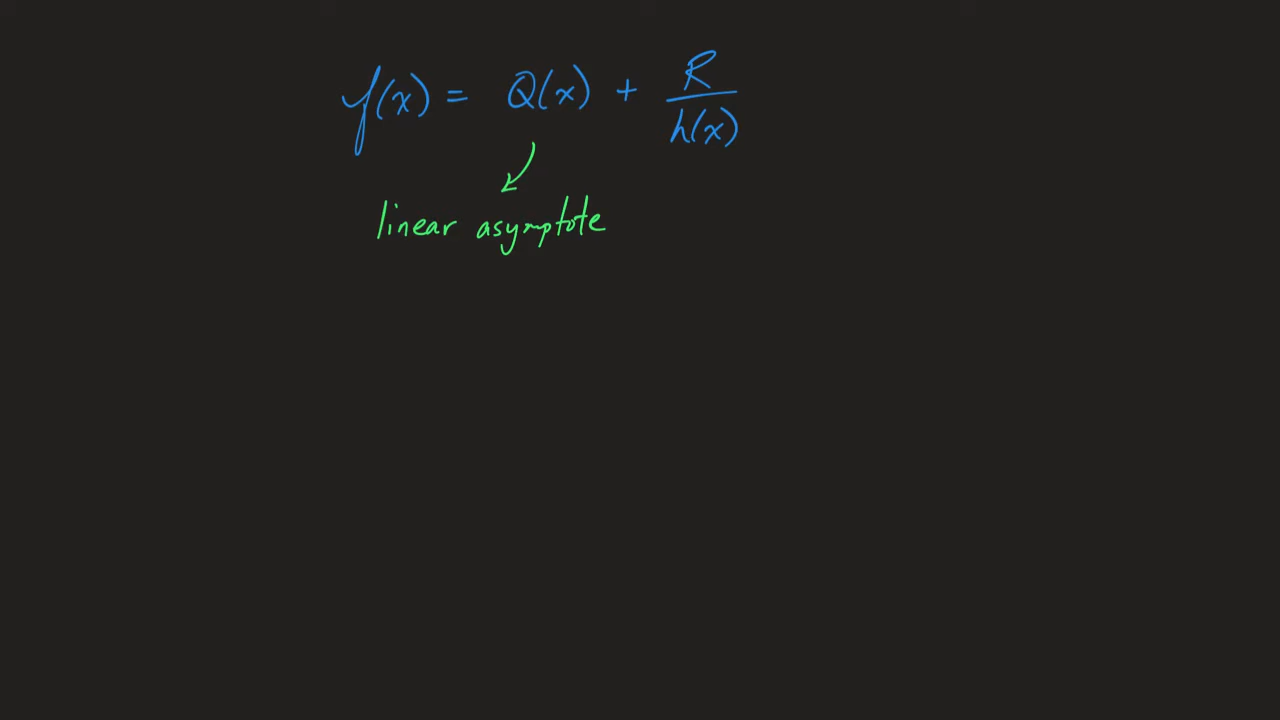 f(x) = Q(x) + R/h(x)
linear asymptote